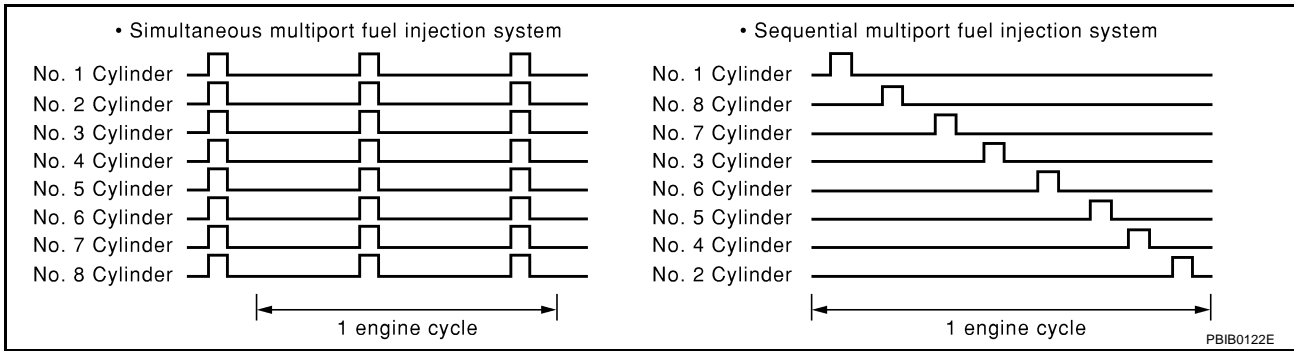 • Simultaneous multiport fuel injection system
No. 1 Cylinder
No. 2 Cylinder
No. 3 Cylinder
No. 4 Cylinder
No. 5 Cylinder
No. 6 Cylinder
No. 7 Cylinder
No. 8 Cylinder
1 engine cycle
• Sequential multiport fuel injection system
No. 1 Cylinder
No. 8 Cylinder
No. 7 Cylinder
No. 3 Cylinder
No. 6 Cylinder
No. 5 Cylinder
No. 4 Cylinder
No. 2 Cylinder
1 engine cycle
PBIB0122E